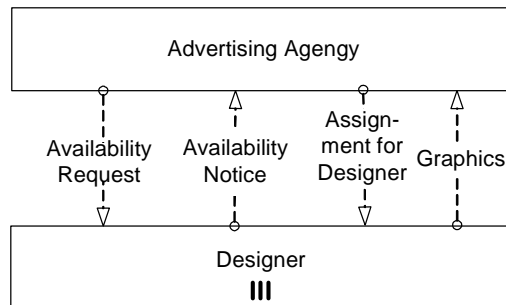 Advertising Agengy
Availability
Request
Availability
Notice
Assign-
ment for
Designer
Graphics
Designer